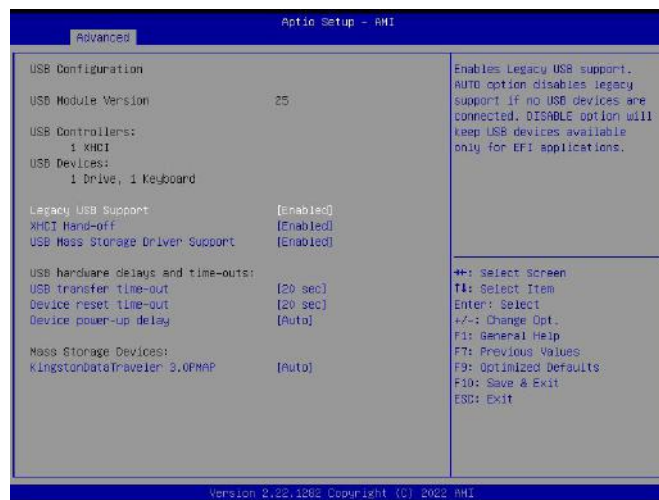 Aptio Setup - AMI
Advanced
USB Configuration
USB Module Version 25
USB Controllers:
1 XHCI
USB Devices:
1 Drive, 1 Keyboard
Legacy USB Support [Enabled]
XHCI Hand-off [Enabled]
USB Mass Storage Driver Support [Enabled]
USB hardware delays and time-outs:
USB transfer time-out [20 sec]
Device reset time-out [20 sec]
Device power-up delay [Auto]
Mass Storage Devices:
KingstonDataTraveler 3.0PMAP [Auto]
Enables Legacy USB support.
AUTO option disables legacy
support if no USB devices are
connected. DISABLE option will
keep USB devices available
only for EFI applications.
→←: Select Screen
↑↓: Select Item
Enter: Select
+/-: Change Opt.
F1: General Help
F7: Previous Values
F9: Optimized Defaults
F10: Save & Exit
ESC: Exit
Version 2.22.1282 Copyright (C) 2022 AMI